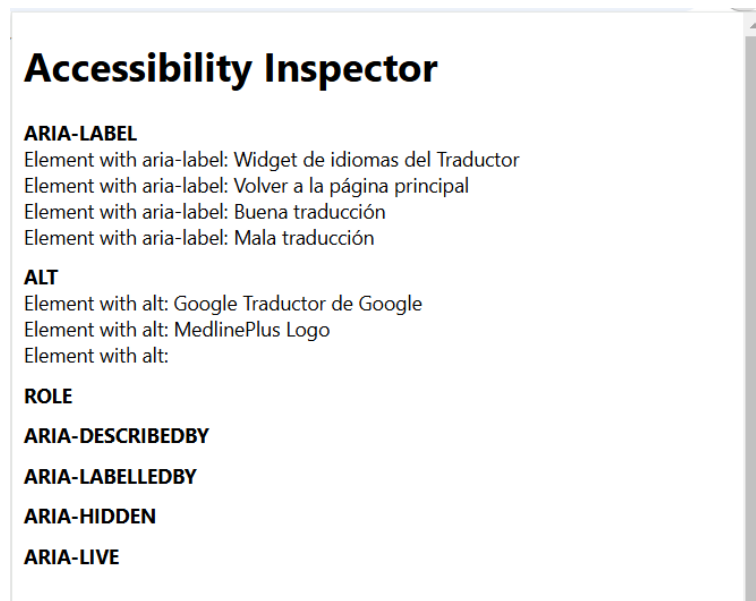 Accessibility Inspector
ARIA-LABEL
Element with aria-label: Widget de idiomas del Traductor
Element with aria-label: Volver a la página principal
Element with aria-label: Buena traducción
Element with aria-label: Mala traducción
ALT
Element with alt: Google Traductor de Google
Element with alt: MedlinePlus Logo
Element with alt:
ROLE
ARIA-DESCRIBEDBY
ARIA-LABELLEDBY
ARIA-HIDDEN
ARIA-LIVE